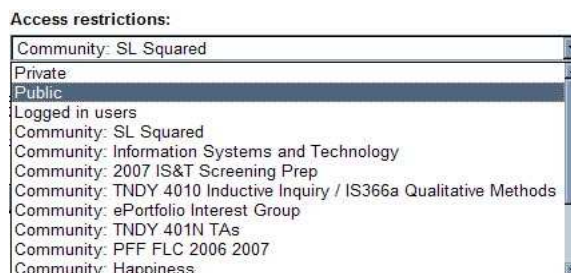 Access restrictions:
Community: SL Squared
Private
Public
Logged in users
Community: SL Squared
Community: Information Systems and Technology
Community: 2007 IS&T Screening Prep
Community: TNDY 4010 Inductive Inquiry / IS366a Qualitative Methods
Community: ePortfolio Interest Group
Community: TNDY 401N TAs
Community: PFF FLC 2006 2007
Community: Happiness